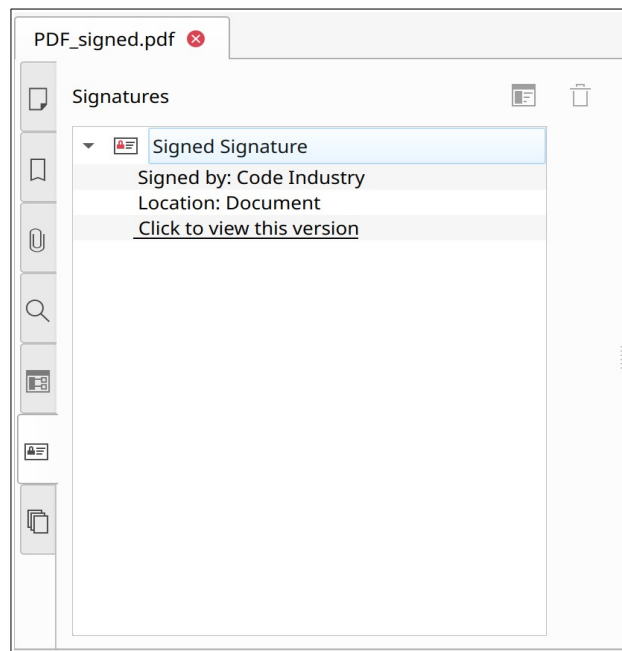 PDF_signed.pdf
Signatures
Signed Signature
Signed by: Code Industry
Location: Document
Click to view this version